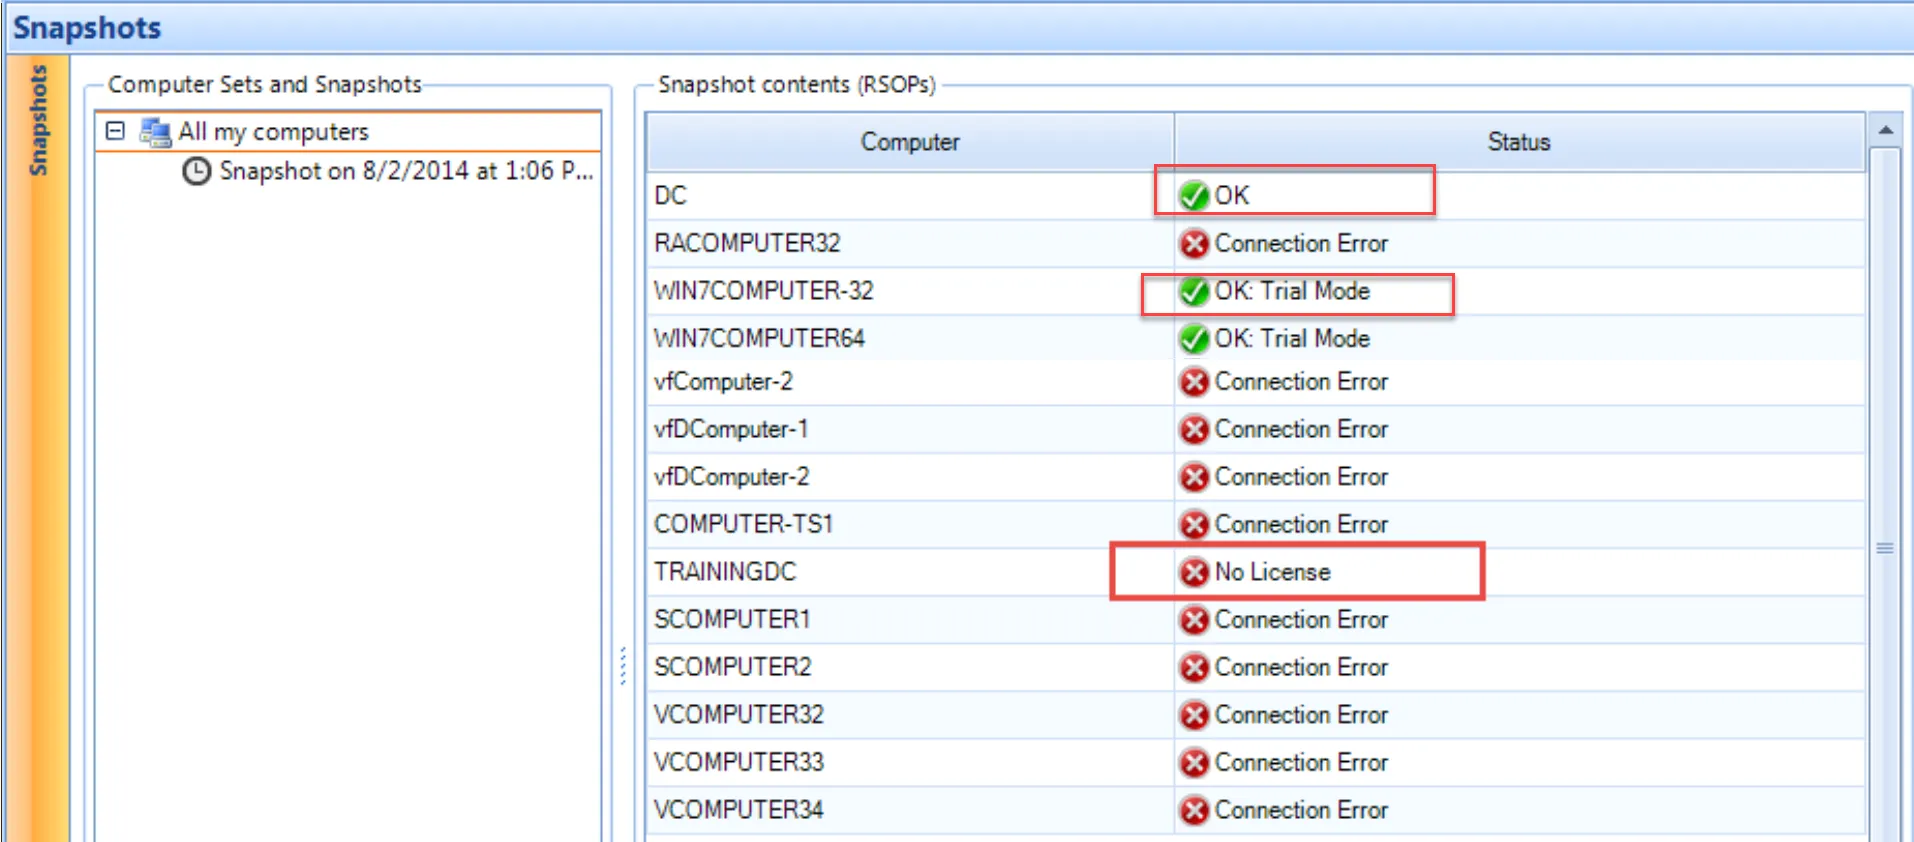 Snapshots
Snapshots
Computer Sets and Snapshots
All my computers
Snapshot on 8/2/2014 at 1:06 P...
Snapshot contents (RSOPs)
Computer Status
DC OK
RACOMPUTER32 Connection Error
WIN7COMPUTER-32 OK: Trial Mode
WIN7COMPUTER64 OK: Trial Mode
vfComputer-2 Connection Error
vfDComputer-1 Connection Error
vfDComputer-2 Connection Error
COMPUTER-TS1 Connection Error
TRAININGDC No License
SCOMPUTER1 Connection Error
SCOMPUTER2 Connection Error
VCOMPUTER32 Connection Error
VCOMPUTER33 Connection Error
VCOMPUTER34 Connection Error